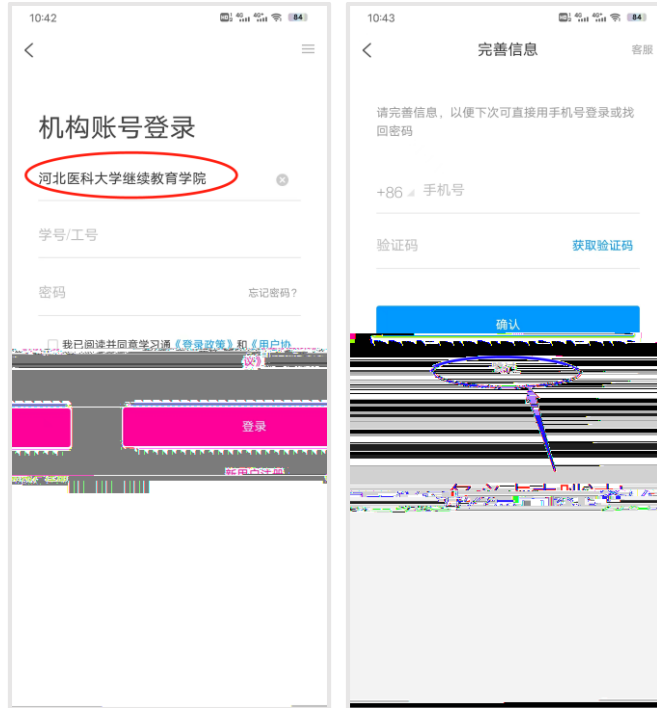 10:42
84
机构账号登录
河北医科大学继续教育学院
学号/工号
密码
忘记密码?
我已阅读并同意学习通《登录政策》和《用户协
议》
登录
新用户注册
10:43
84
完善信息
客服
请完善信息，以便下次可直接用手机号登录或找
回密码
+86
手机号
验证码
获取验证码
确认